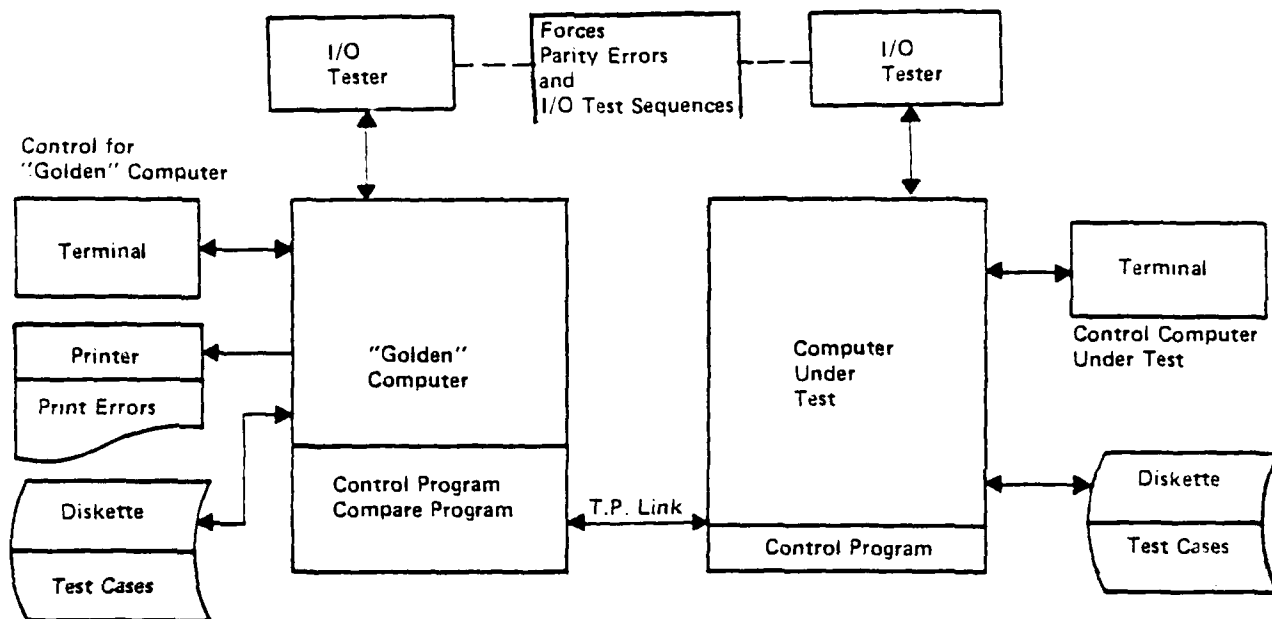 I/O
Tester
Forces
Parity Errors
and
I/O Test Sequences
I/O
Tester
Control for
"Golden" Computer
Terminal
Printer
Print Errors
Diskette
Test Cases
"Golden"
Computer
Control Program
Compare Program
T.P. Link
Computer
Under
Test
Control Program
Terminal
Control Computer
Under Test
Diskette
Test Cases